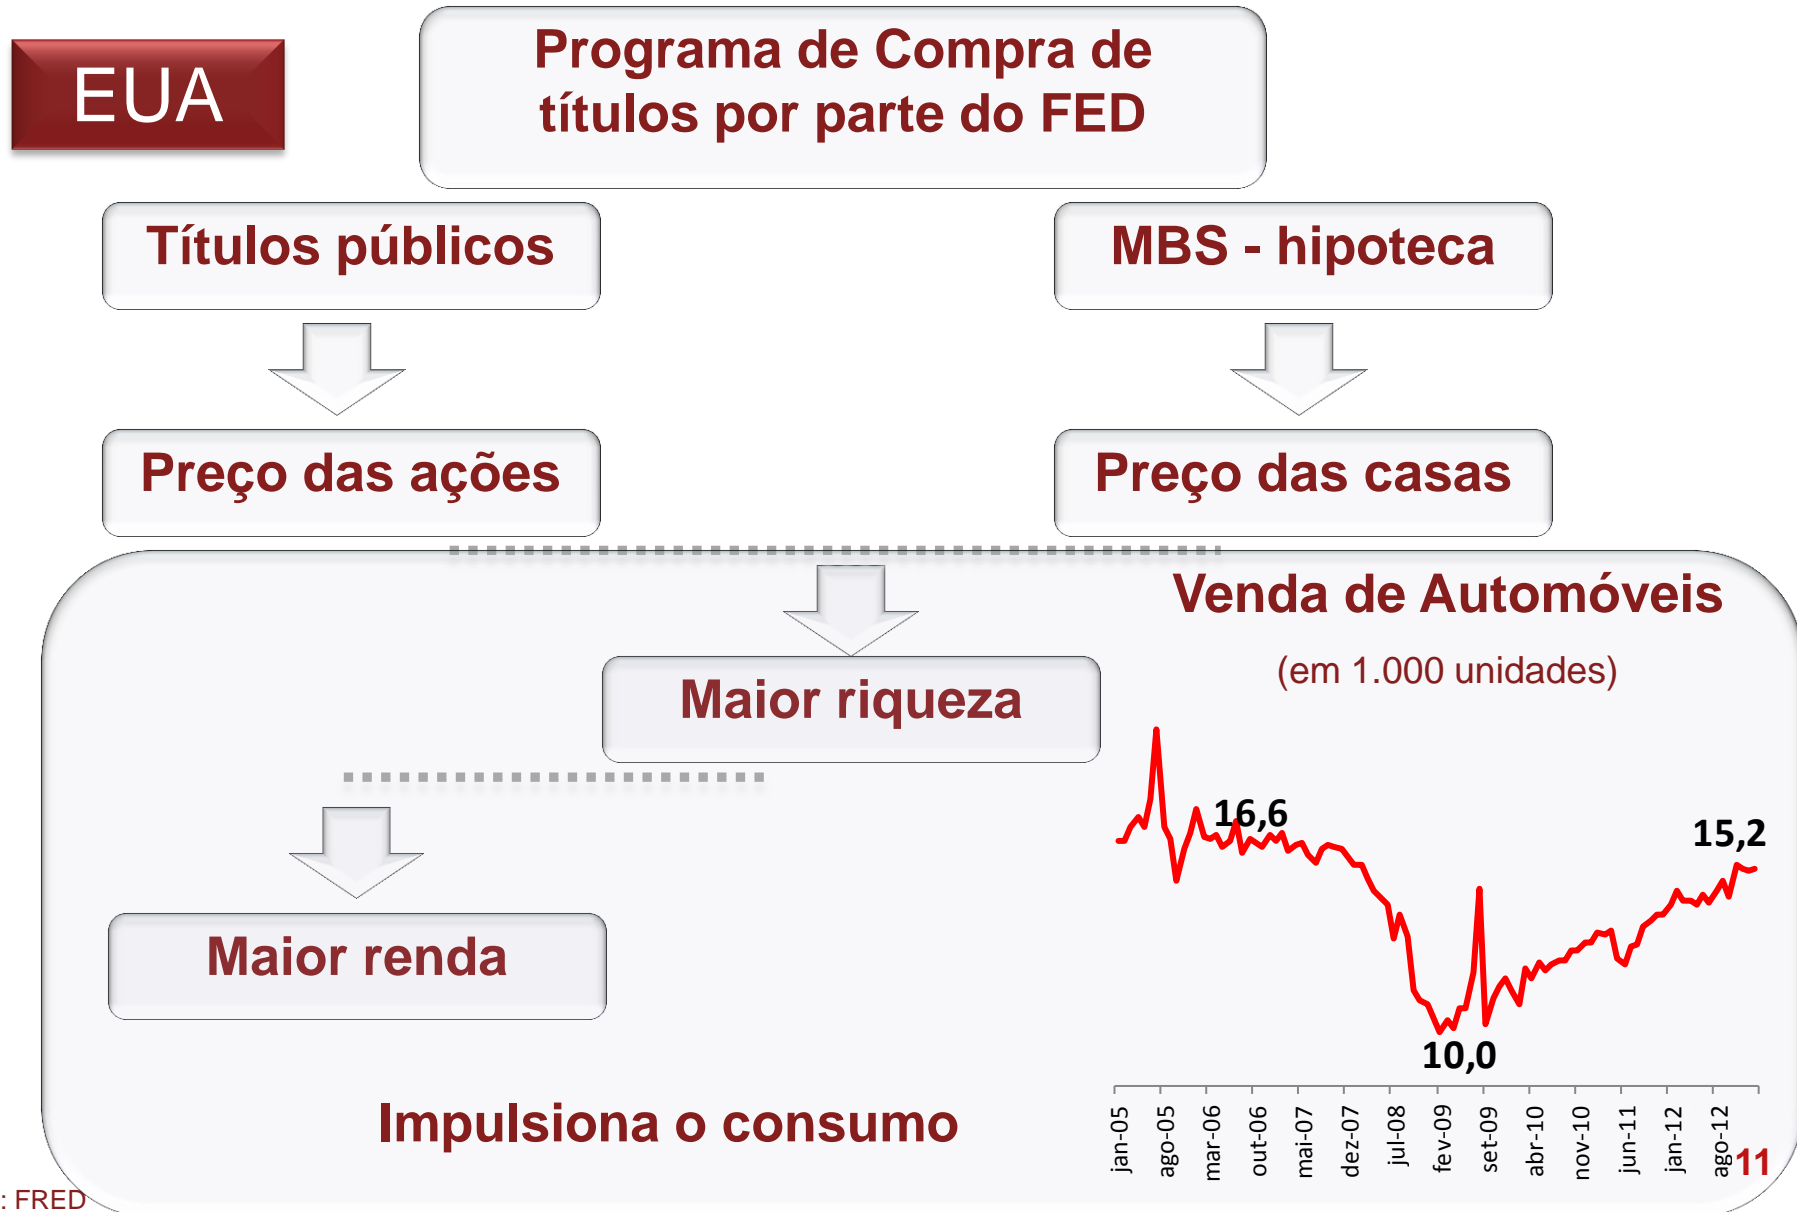 EUA
Programa de Compra de
títulos por parte do FED
Títulos públicos
MBS - hipoteca
Preço das ações
Preço das casas
Maior riqueza
Maior renda
Impulsiona o consumo
Venda de Automóveis
(em 1.000 unidades)
16,6
15,2
10,0
jan-05
ago-05
mar-06
out-06
mai-07
dez-07
jul-08
fev-09
set-09
abr-10
nov-10
jun-11
jan-12
ago-12
11
: FRED